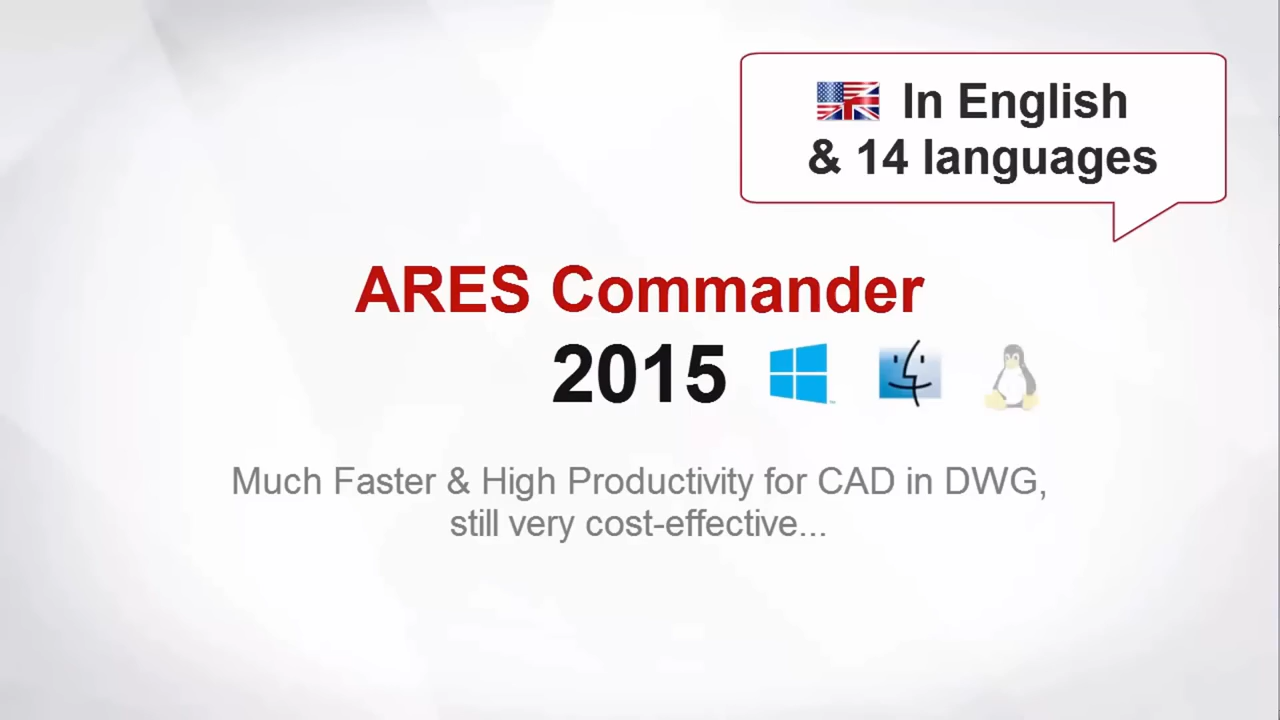 In English
& 14 languages
ARES Commander
2015
Much Faster & High Productivity for CAD in DWG,
still very cost-effective...